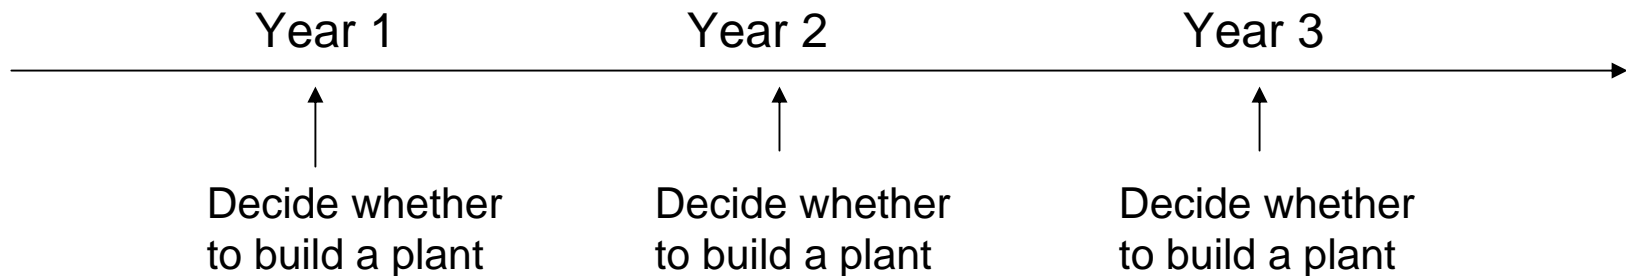 Year 1 Year 2 Year 3
Decide whether Decide whether Decide whether
to build a plant to build a plant to build a plant